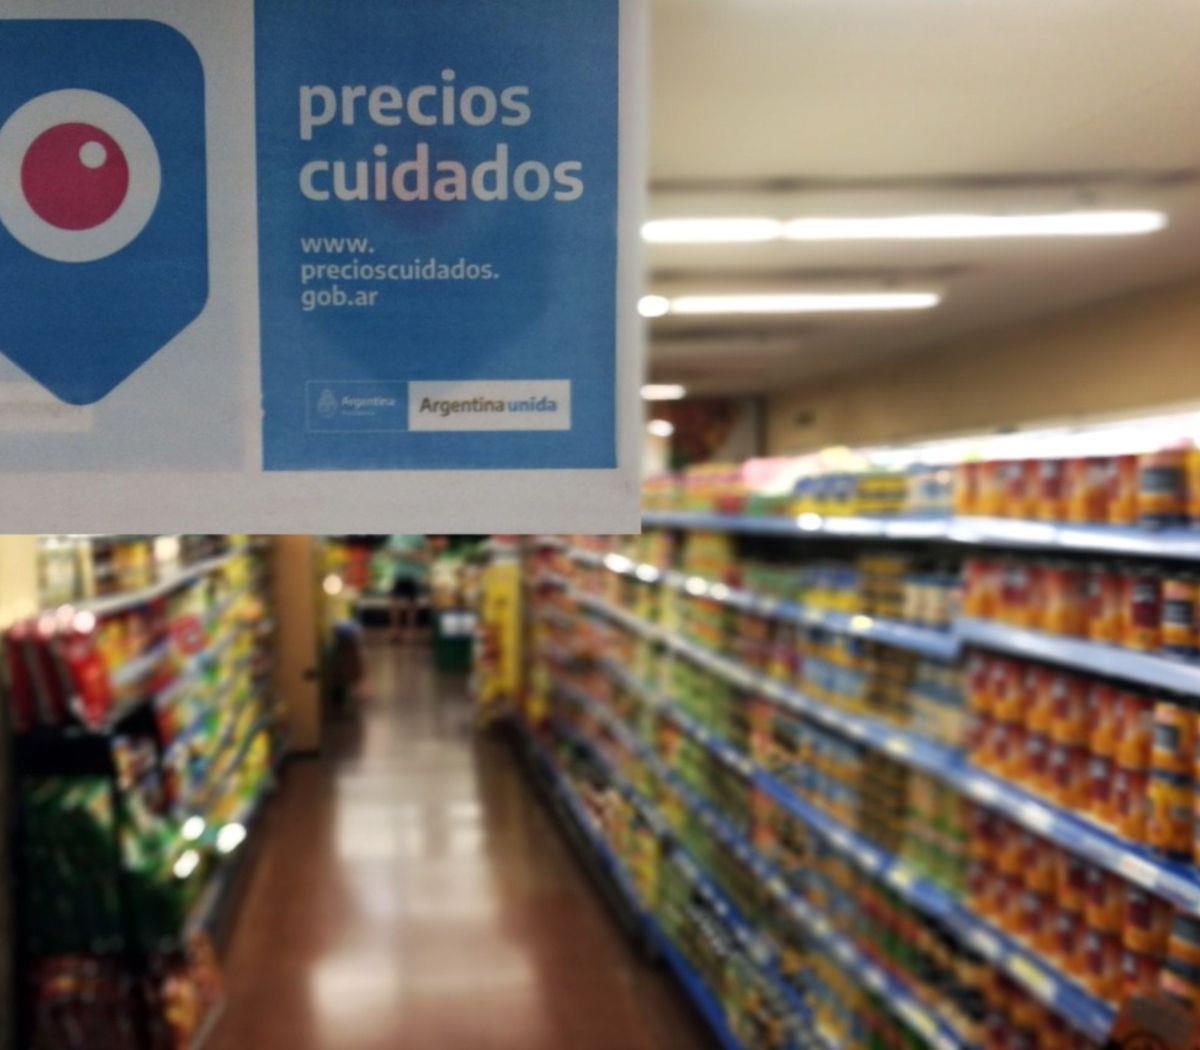 precios
cuidados
www.
precioscuidados.
gob.ar
Argentina
Argentina unida